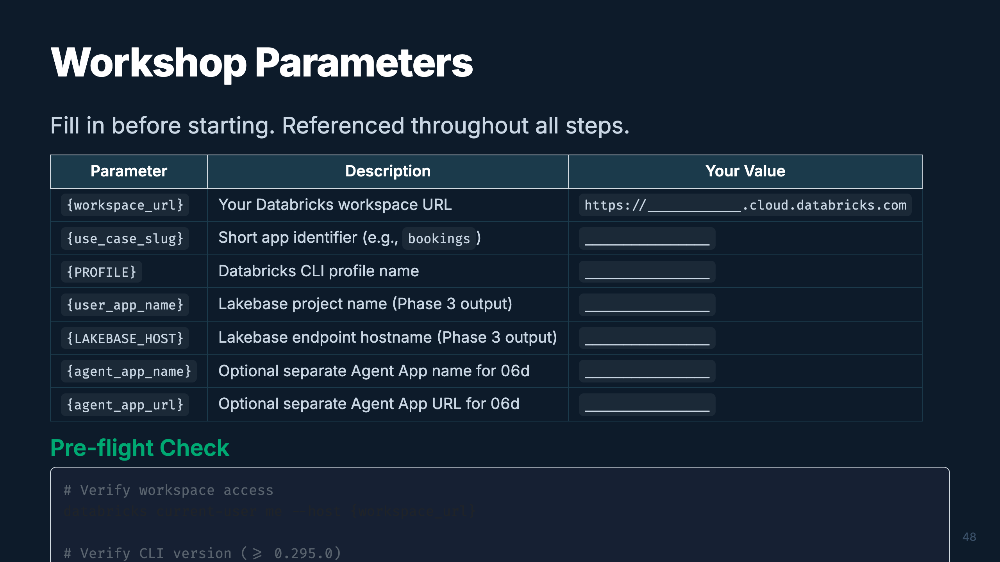 Workshop Parameters
Fill in before starting. Referenced throughout all steps.
Parameter Description Your Value
{workspace_url} Your Databricks workspace URL https://____________.cloud.databricks.com
{use_case_slug} Short app identifier (e.g., bookings) ________________
{PROFILE} Databricks CLI profile name ________________
{user_app_name} Lakebase project name (Phase 3 output) ________________
{LAKEBASE_HOST} Lakebase endpoint hostname (Phase 3 output) ________________
{agent_app_name} Optional separate Agent App name for 06d ________________
{agent_app_url} Optional separate Agent App URL for 06d ________________
Pre-flight Check
# Verify workspace access
databricks current-user me --host {workspace_url}
# Verify CLI version (>= 0.295.0)
48